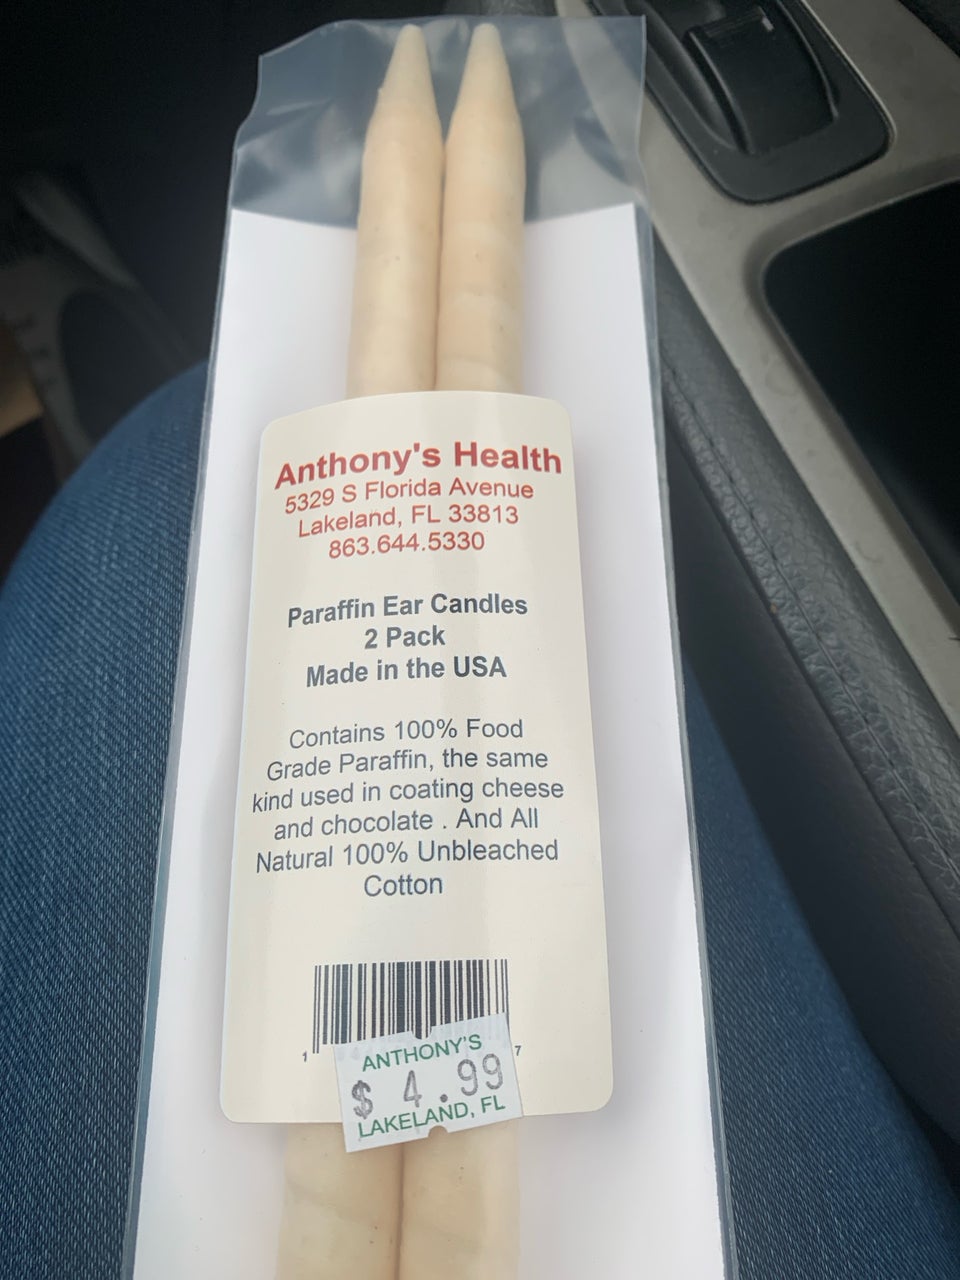 Anthony's Health
5329 S Florida Avenue
Lakeland, FL 33813
863.644.5330
Paraffin Ear Candles
2 Pack
Made in the USA
Contains 100% Food
Grade Paraffin, the same
kind used in coating cheese
and chocolate . And All
Natural 100% Unbleached
Cotton
1 7
ANTHONY'S
$ 4.99
LAKELAND, FL